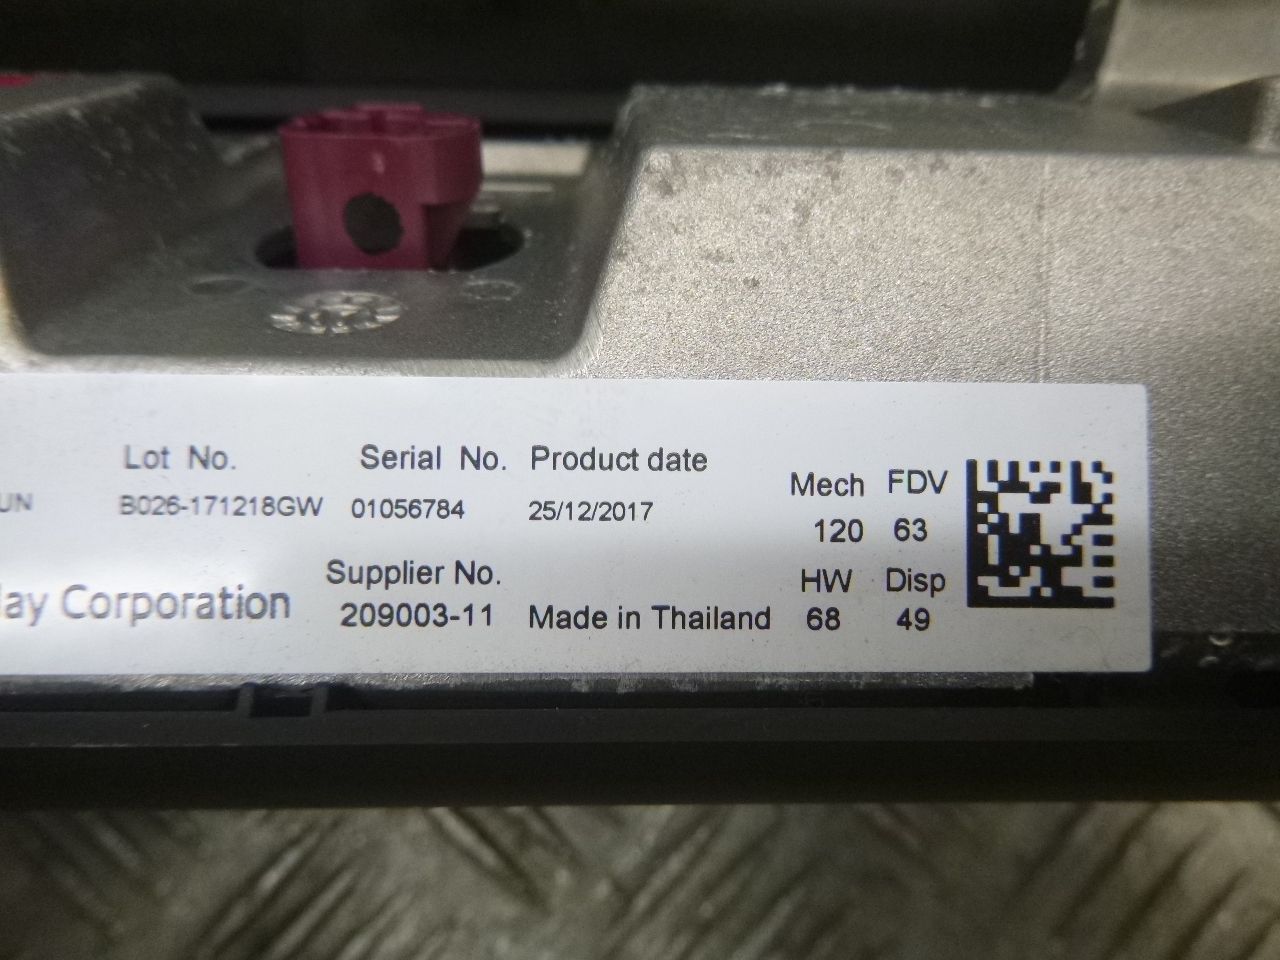 Lot No. Serial No. Product date
Mech FDV
UN B026-171218GW 01056784 25/12/2017
120 63
Supplier No. HW Disp
lay Corporation 209003-11 Made in Thailand 68 49